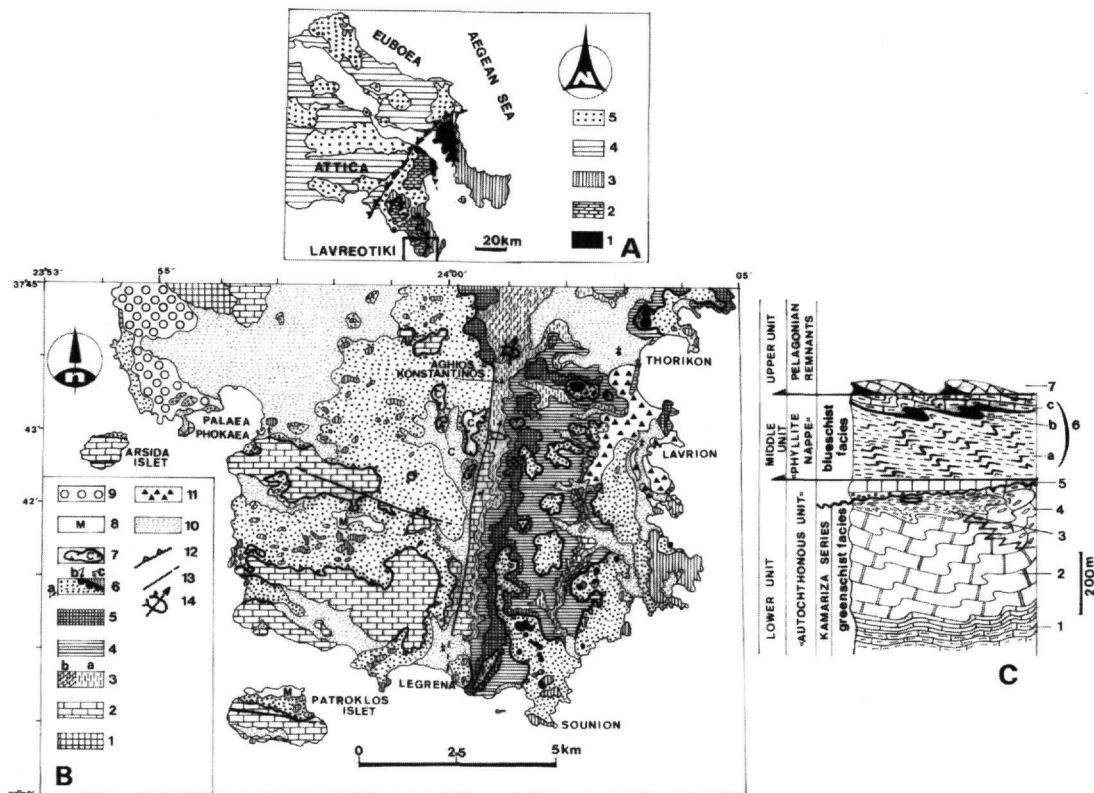 EUBOEA
AEGEAN SEA
N
5
4
3
2
1
ATTICA
LAVREOTIKI
20km
A
23°53'
55'
24°00'
05'
37°45'
43'
42'
THORIKON
AGHIOS
KONSTANTINOS
PALAEA
PHOKAEA
ARSIDA
ISLET
LAVRION
C
C
C
M
LEGRENA
M
PATROKLOS
ISLET
SOUNION
0
2·5
5km
9
11
M
8
10
C
7
12
b
c
a
6
13
5
14
4
b
a
3
2
1
B
UPPER UNIT
PELAGONIAN
REMNANTS
MIDDLE
UNIT
"PHYLLITE
NAPPE"
blueschist
facies
LOWER UNIT
"AUTOCHTHONOUS UNIT"
KAMARIZA SERIES
greenschist facies
7
c
b
6
a
5
4
3
2
1
200m
C